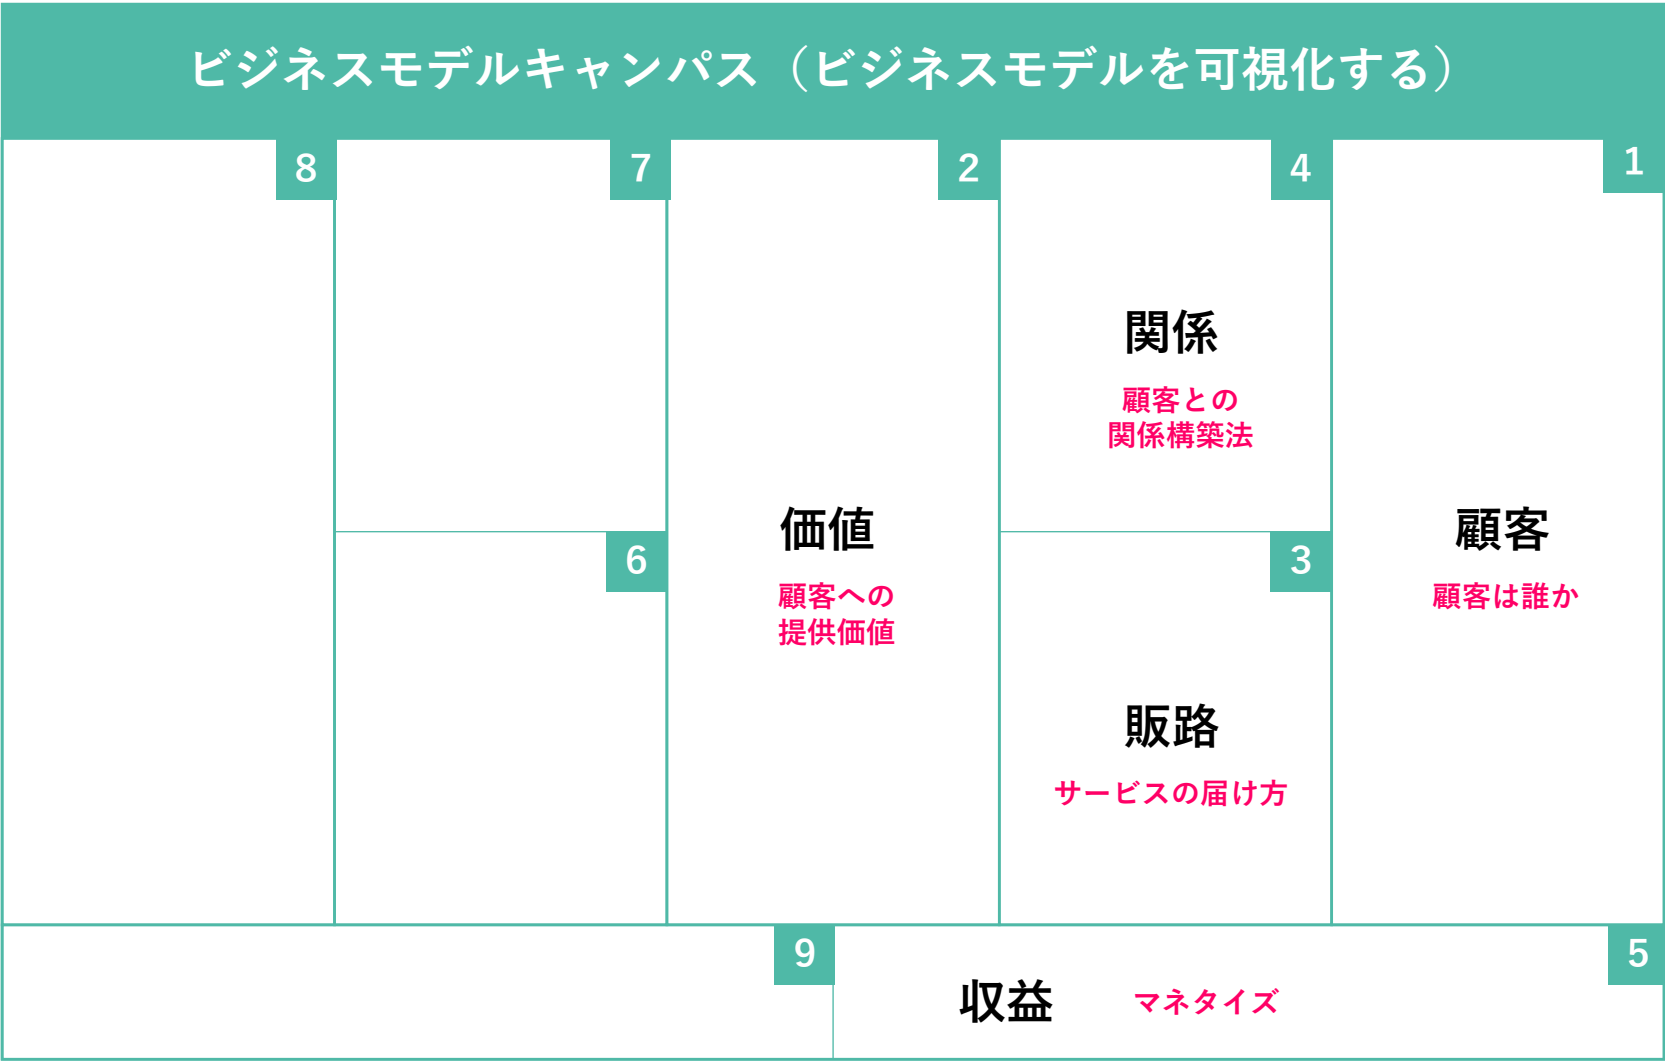 ビジネスモデルキャンパス（ビジネスモデルを可視化する）
8
7
2
4
1
関係
顧客との
関係構築法
価値
顧客への
提供価値
顧客
顧客は誰か
6
3
販路
サービスの届け方
9
5
収益 マネタイズ